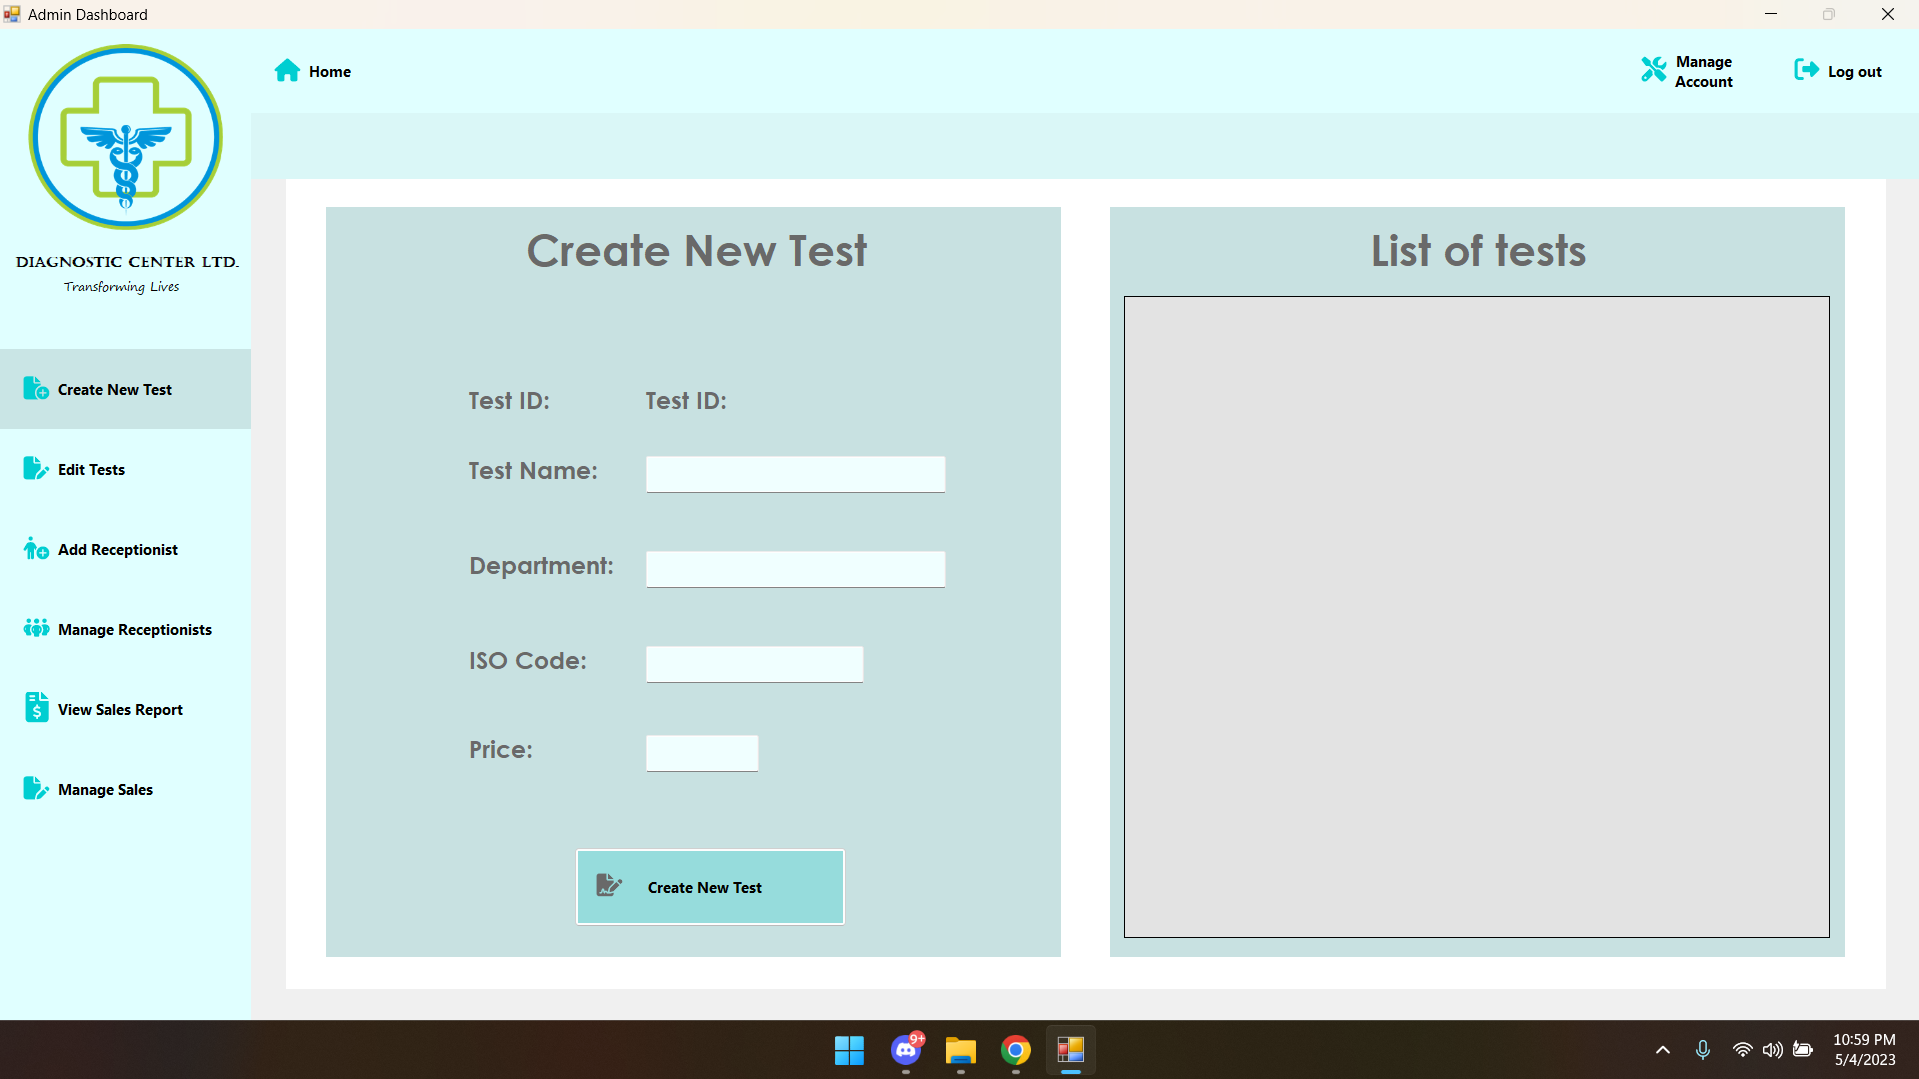 Admin Dashboard
Home
Manage
Account
Log out
DIAGNOSTIC CENTER LTD.
Transforming Lives
Create New Test
Edit Tests
Add Receptionist
Manage Receptionists
View Sales Report
Manage Sales
Create New Test
Test ID: Test ID:
Test Name:
Department:
ISO Code:
Price:
Create New Test
List of tests
9+
10:59 PM
5/4/2023